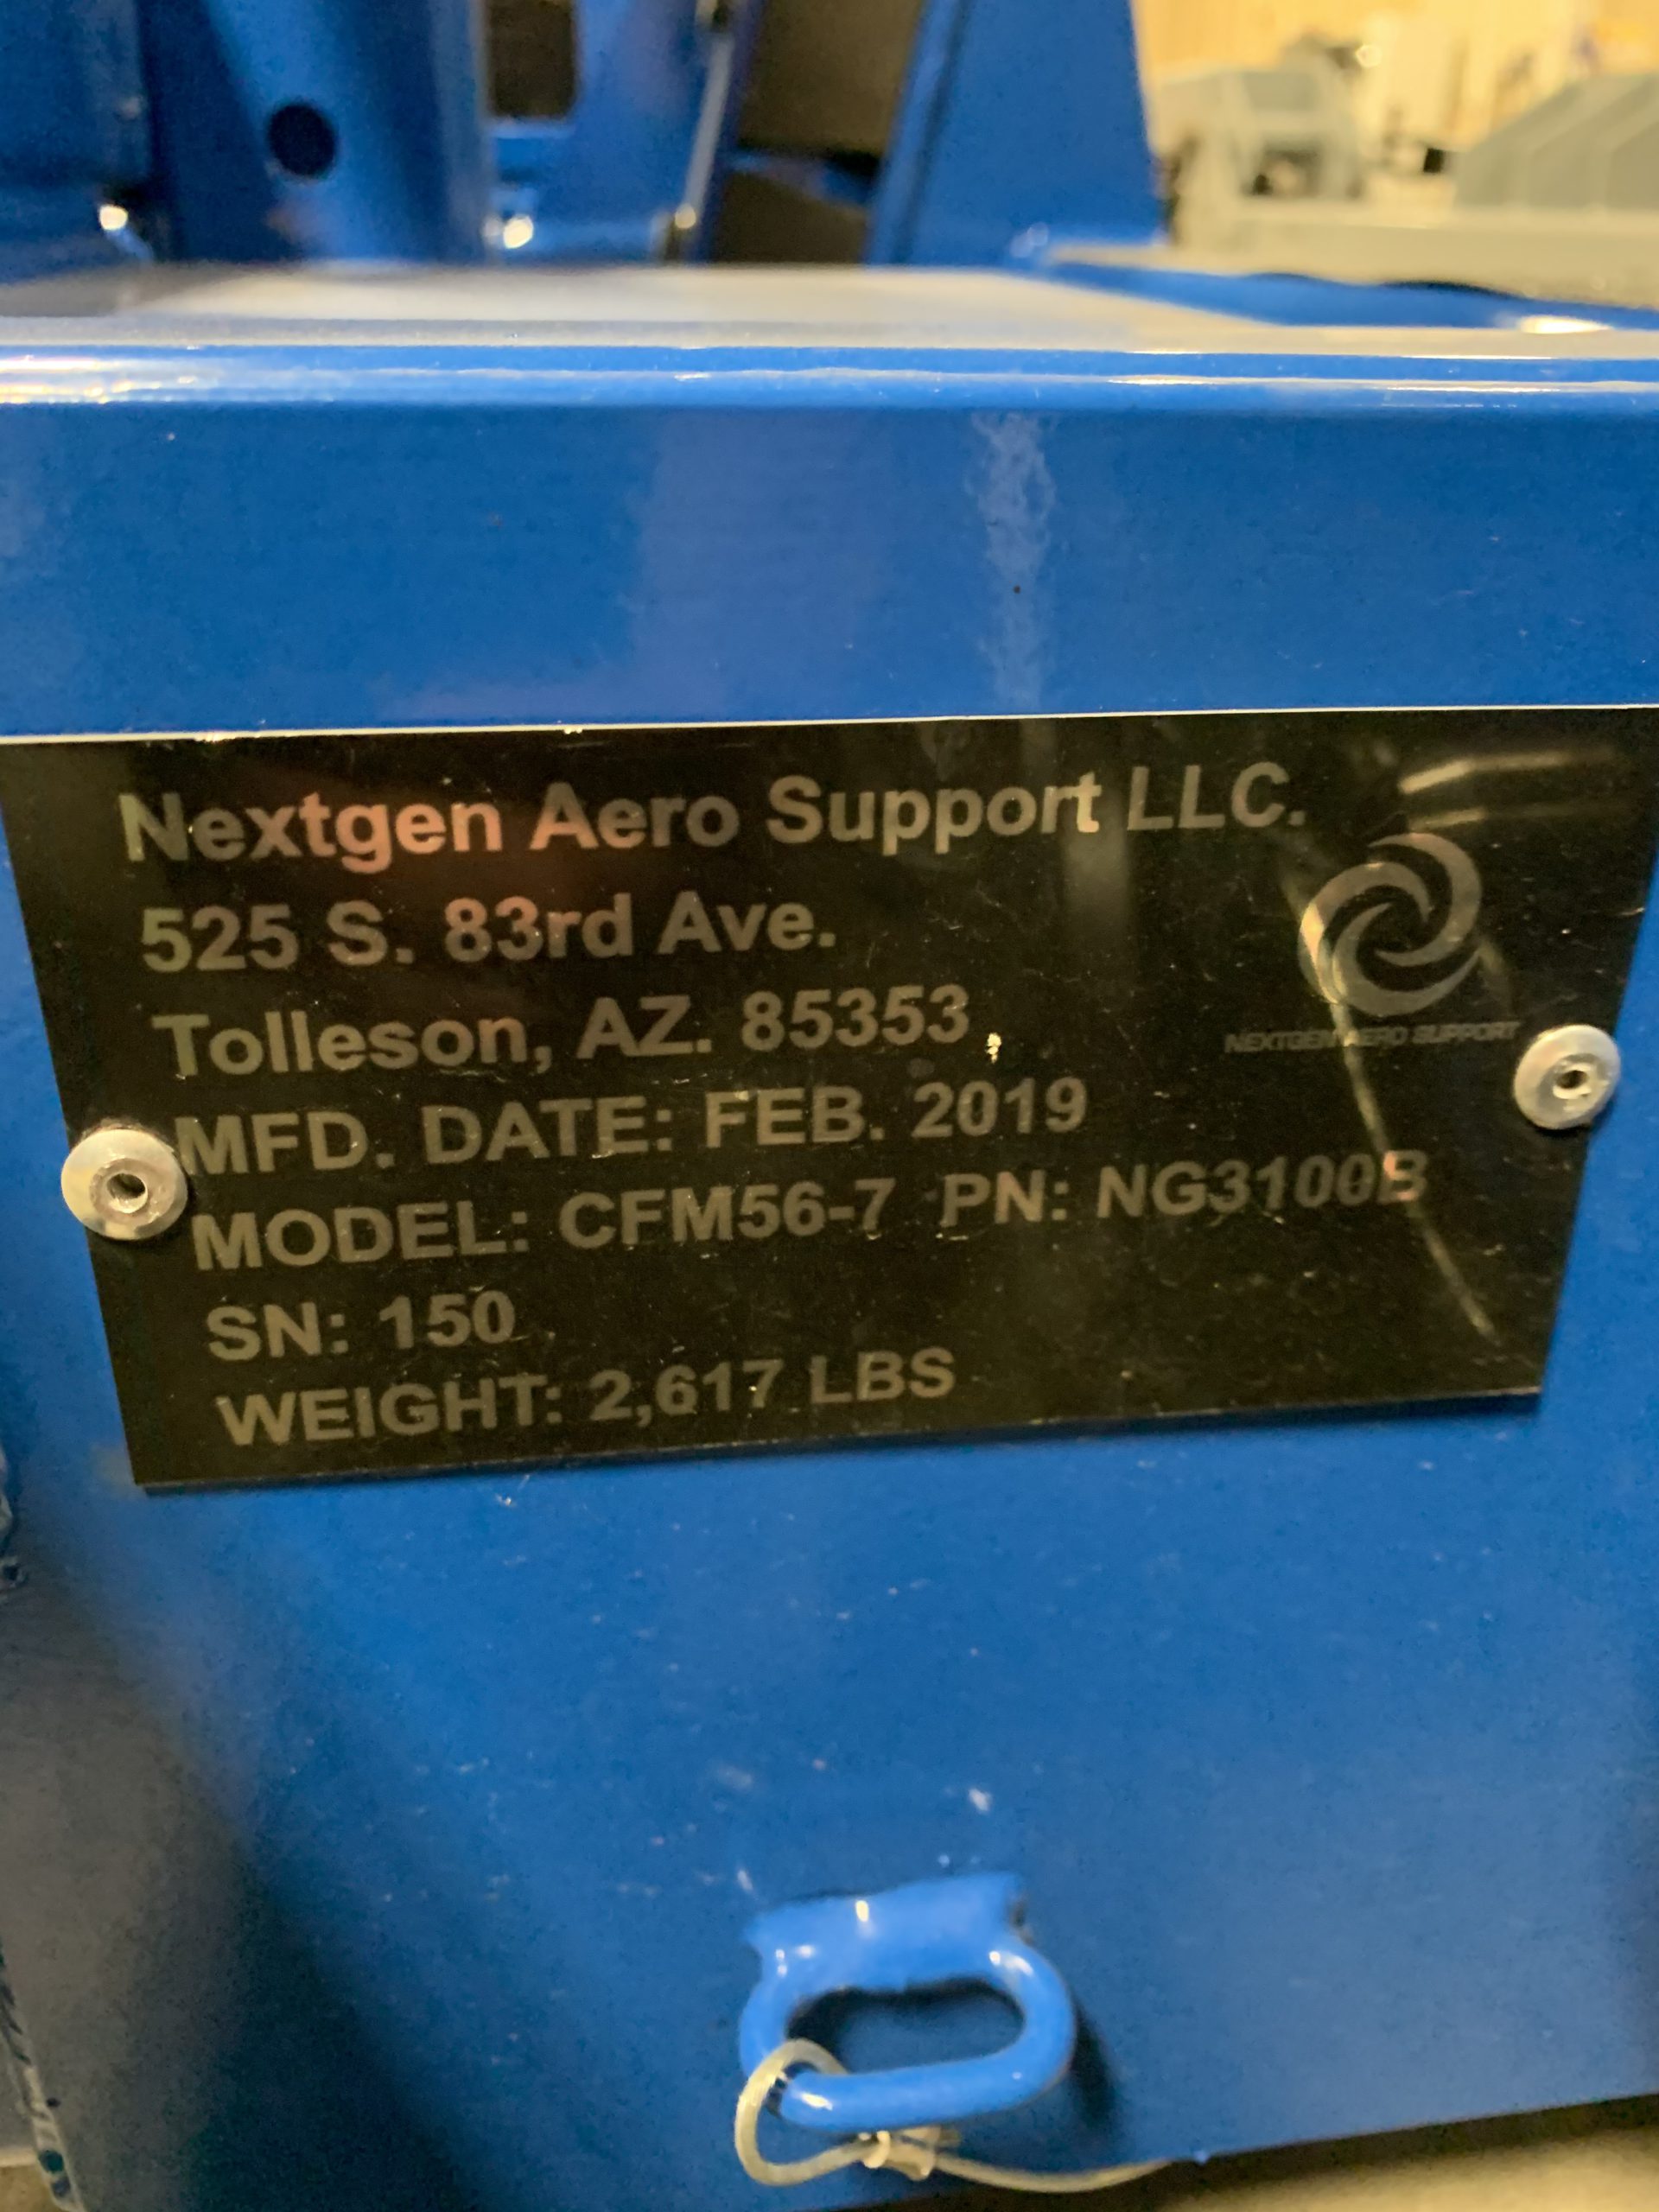 Nextgen Aero Support LLC.
525 S. 83rd Ave.
Tolleson, AZ. 85353
NEXTGEN AERO SUPPORT
MFD. DATE: FEB. 2019
MODEL: CFM56-7 PN: NG3100B
SN: 150
WEIGHT: 2,617 LBS